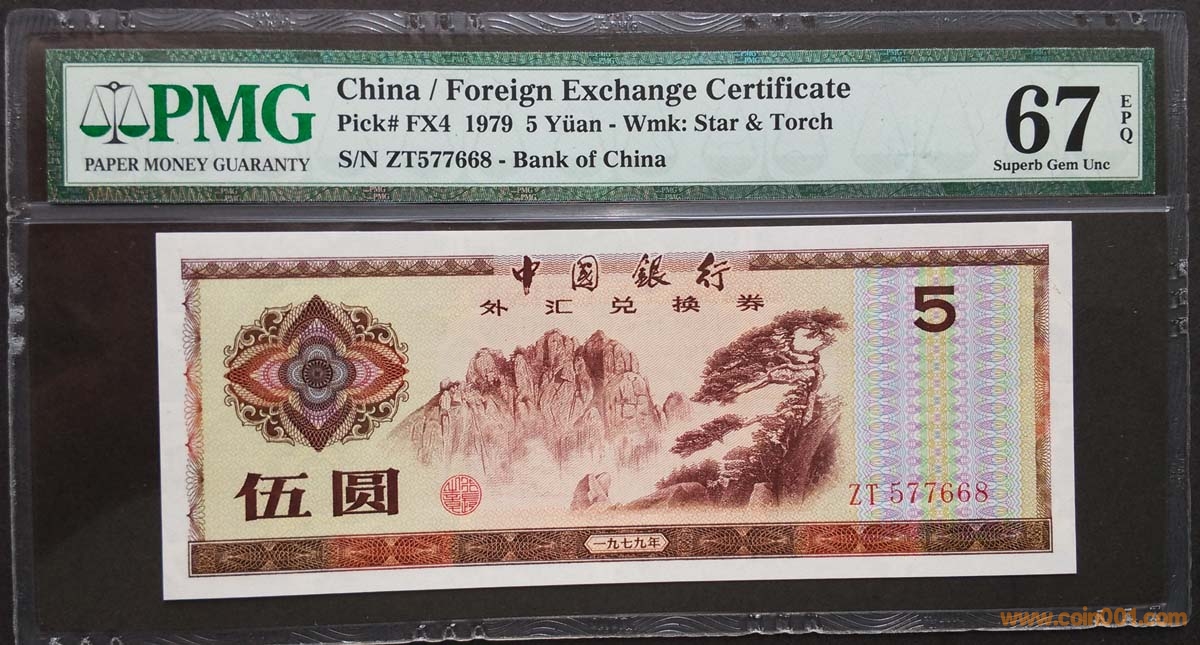 PMG
PAPER MONEY GUARANTY
China / Foreign Exchange Certificate
Pick# FX4 1979 5 Yüan - Wmk: Star & Torch
S/N ZT577668 - Bank of China
67
EPQ
Superb Gem Unc
中國銀行
外汇兑换券
5
伍圆
ZT 577668
一九七九年
www.coin001.com